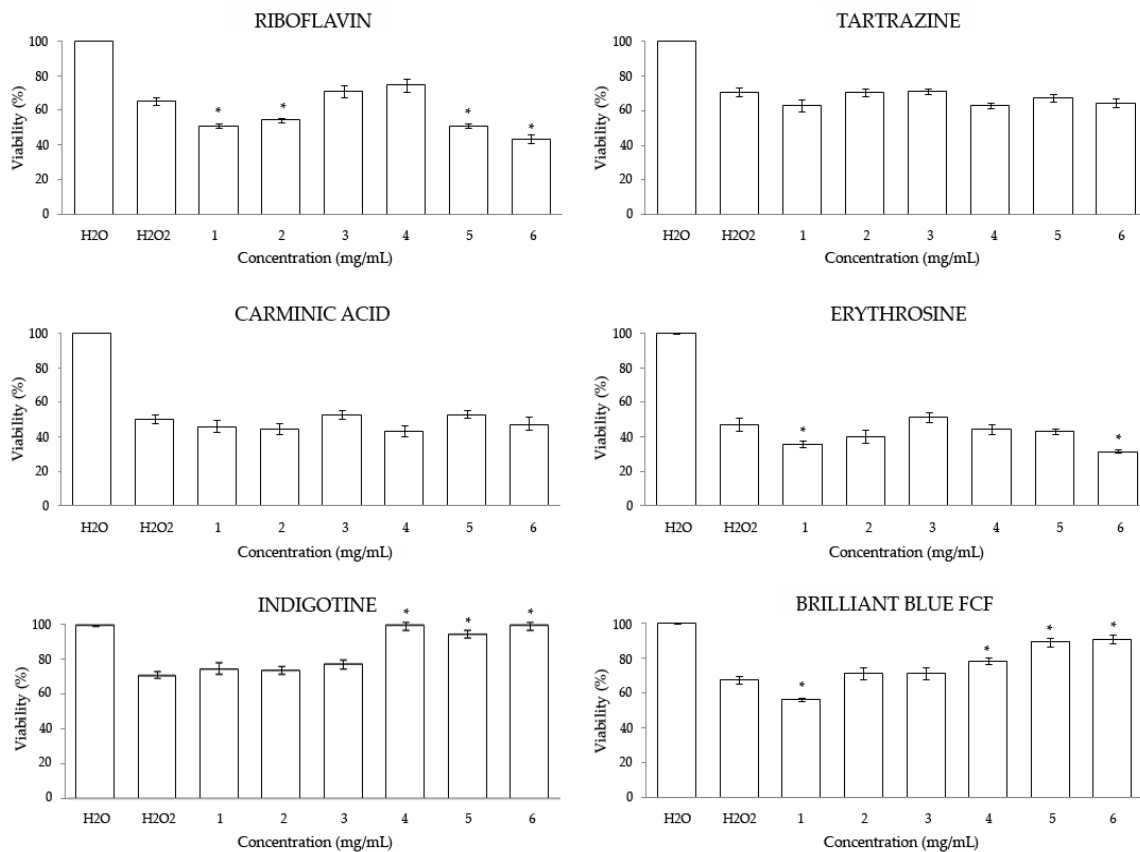 RIBOFLAVIN
100
80
60
40
20
0
Viability (%)
* * * *
H2O H2O2 1 2 3 4 5 6
Concentration (mg/mL)
TARTRAZINE
100
80
60
40
20
0
Viability (%)
H2O H2O2 1 2 3 4 5 6
Concentration (mg/mL)
CARMINIC ACID
100
80
60
40
20
0
Viability (%)
H2O H2O2 1 2 3 4 5 6
Concentration (mg/mL)
ERYTHROSINE
100
80
60
40
20
0
Viability (%)
* *
H2O H2O2 1 2 3 4 5 6
Concentration (mg/mL)
INDIGOTINE
100
80
60
40
20
0
Viability (%)
* * *
H2O H2O2 1 2 3 4 5 6
Concentration (mg/mL)
BRILLIANT BLUE FCF
100
80
60
40
20
0
Viability (%)
* * * *
H2O H2O2 1 2 3 4 5 6
Concentration (mg/mL)